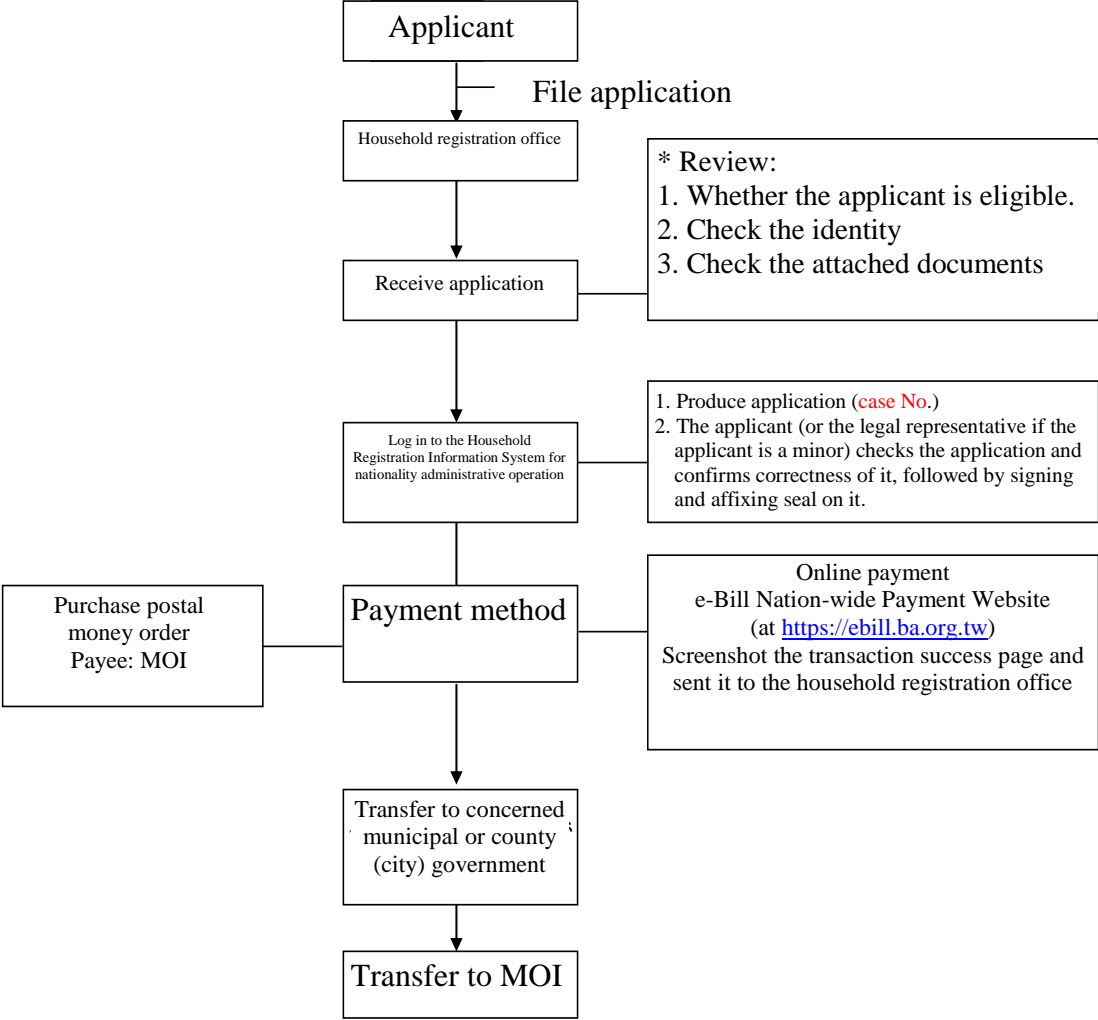 Applicant
File application
Household registration office
* Review:
1. Whether the applicant is eligible.
2. Check the identity
3. Check the attached documents
Receive application
1. Produce application (case No.)
2. The applicant (or the legal representative if the
applicant is a minor) checks the application and
confirms correctness of it, followed by signing
and affixing seal on it.
Log in to the Household
Registration Information System for
nationality administrative operation
Purchase postal
money order
Payee: MOI
Payment method
Online payment
e-Bill Nation-wide Payment Website
(at https://ebill.ba.org.tw)
Screenshot the transaction success page and
sent it to the household registration office
Transfer to concerned
municipal or county
(city) government
Transfer to MOI